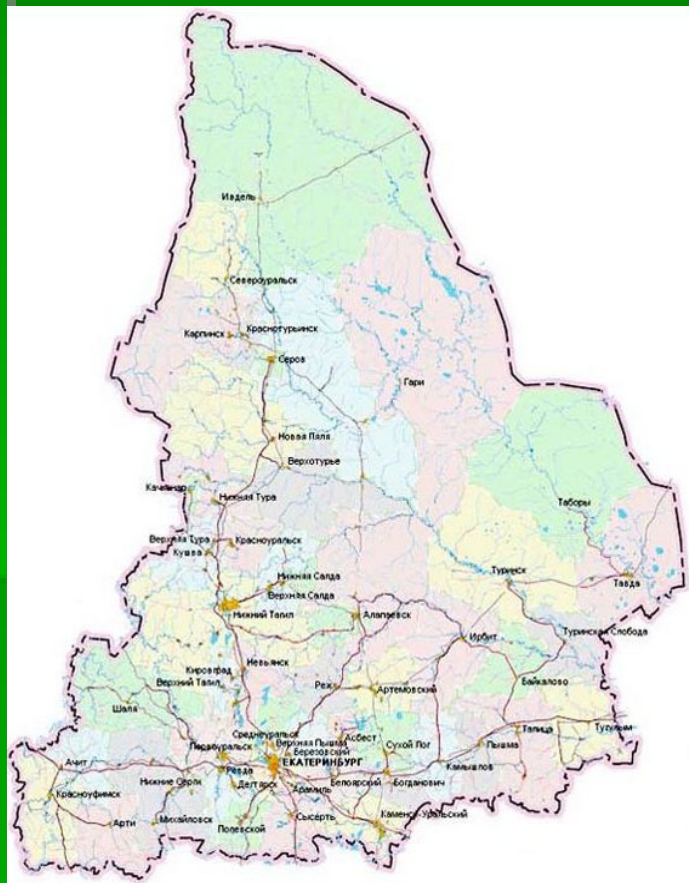 Ивдель
Североуральск
Карпинск
Краснотурьинск
Серов
Гари
Новая Ляля
Верхотурье
Качканар
Нижняя Тура
Таборы
Верхняя Тура
Красноуральск
Кушва
Туринск
Тавда
Нижняя Салда
Верхняя Салда
Нижний Тагил
Алапаевск
Ирбит
Туринская Слобода
Невьянск
Кировград
Верхний Тагил
Байкалово
Реж
Артемовский
Шаля
Среднеуральск
Асбест
Талица
Тугулым
Верхняя Пышма
Сухой Лог
Пышма
Первоуральск
Березовский
ЕКАТЕРИНБУРГ
Ачит
Ревда
Камышлов
Нижние Серги
Дегтярск
Арамиль
Белоярский
Богданович
Красноуфимск
Арти
Михайловск
Полевской
Сысерть
Каменск-Уральский